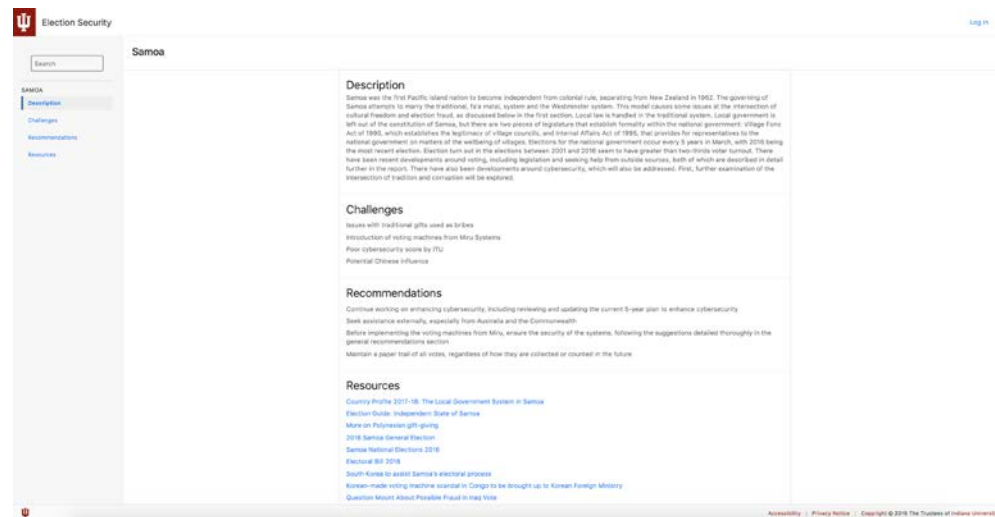 Election Security
Log in
Samoa
Search
SAMOA
Description
Challenges
Recommendations
Resources
Description
Samoa was the first Pacific island nation to become independent from colonial rule, separating from New Zealand in 1962. The governing of
Samoa attempts to marry the traditional, fa'a matai, system and the Westminster system. This model causes some issues at the intersection of
cultural freedom and election fraud, as discussed below in the first section. Local law is handled in the traditional system. Local government is
left out of the constitution of Samoa, but there are two pieces of legislature that establish formality within the national government: Village Fono
Act of 1990, which establishes the legitimacy of village councils, and Internal Affairs Act of 1995, that provides for representatives to the
national government on matters of the wellbeing of villages. Elections for the national government occur every 5 years in March, with 2016 being
the most recent election. Election turn out in the elections between 2001 and 2016 seem to have greater than two-thirds voter turnout. There
have been recent developments around voting, including legislation and seeking help from outside sources, both of which are described in detail
further in the report. There have also been developments around cybersecurity, which will also be addressed. First, further examination of the
intersection of tradition and corruption will be explored.
Challenges
Issues with traditional gifts used as bribes
Introduction of voting machines from Miru Systems
Poor cybersecurity score by ITU
Potential Chinese influence
Recommendations
Continue working on enhancing cybersecurity, including reviewing and updating the current 5-year plan to enhance cybersecurity
Seek assistance externally, especially from Australia and the Commonwealth
Before implementing the voting machines from Miru, ensure the security of the systems, following the suggestions detailed thoroughly in the
general recommendations section
Maintain a paper trail of all votes, regardless of how they are collected or counted in the future
Resources
Country Profile 2017-18: The Local Government System in Samoa
Election Guide: Independent State of Samoa
More on Polynesian gift-giving
2016 Samoa General Election
Samoa National Elections 2016
Electoral Bill 2018
South Korea to assist Samoa's electoral process
Korean-made voting machine scandal in Congo to be brought up to Korean Foreign Ministry
Question Mount About Possible Fraud in Iraq Vote
Accessibility | Privacy Notice | Copyright © 2019 The Trustees of Indiana University